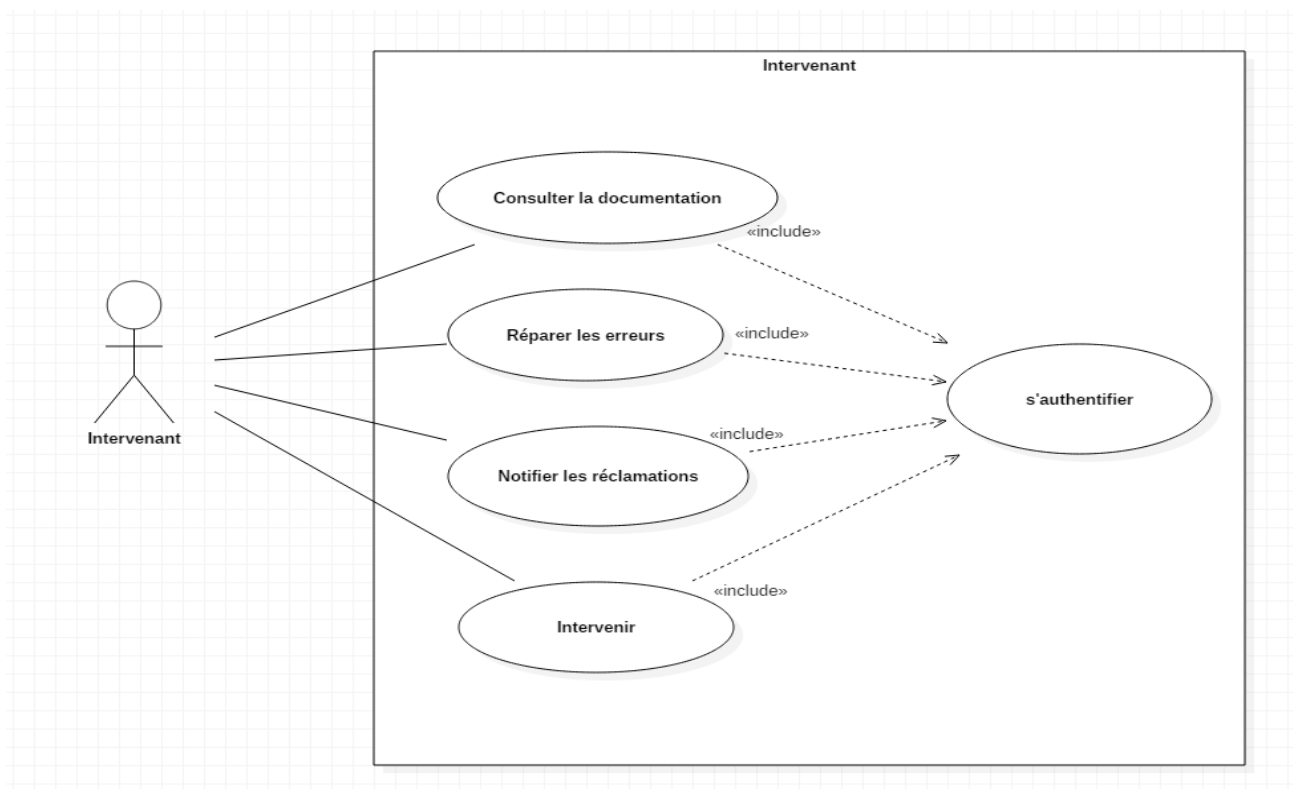 Intervenant
Consulter la documentation
«include»
Réparer les erreurs
«include»
s'authentifier
Intervenant
«include»
Notifier les réclamations
«include»
Intervenir